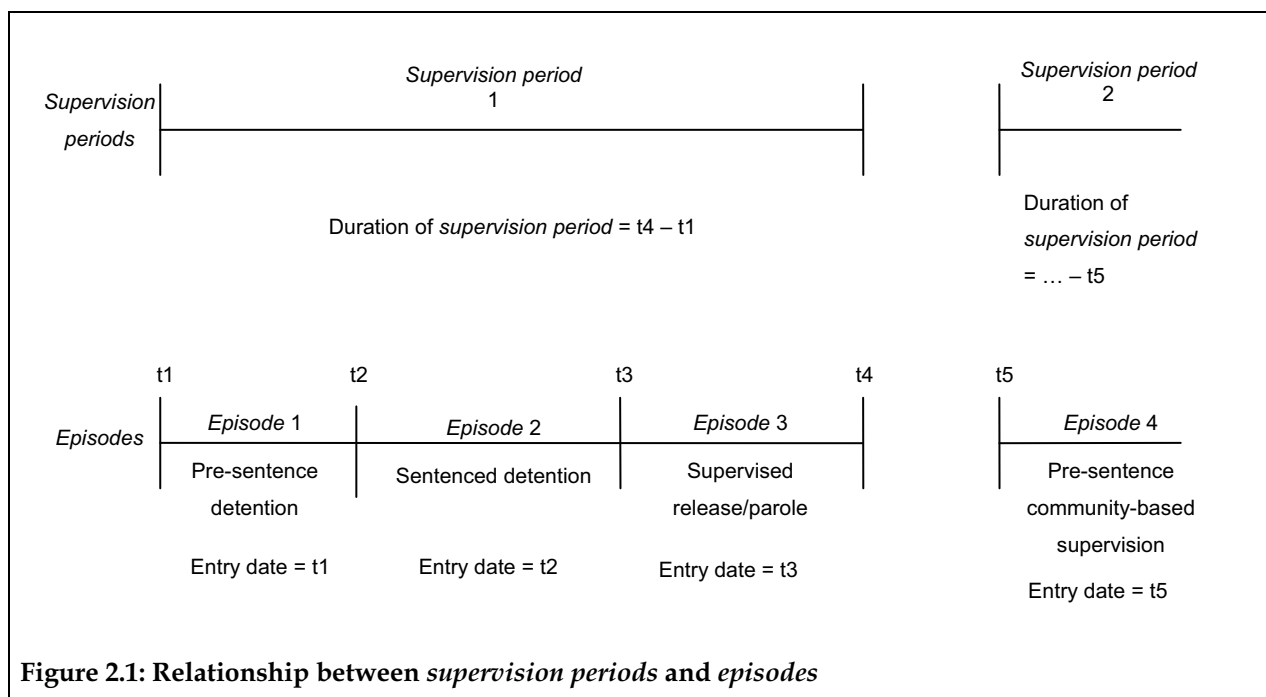 Supervision period
1
Supervision period
2
Supervision
periods
Duration of supervision period = t4 – t1
Duration of
supervision period
= … – t5
t1
t2
t3
t4
t5
Episodes
Episode 1
Episode 2
Episode 3
Episode 4
Pre-sentence
detention
Sentenced detention
Supervised
release/parole
Pre-sentence
community-based
supervision
Entry date = t1
Entry date = t2
Entry date = t3
Entry date = t5
Figure 2.1: Relationship between supervision periods and episodes